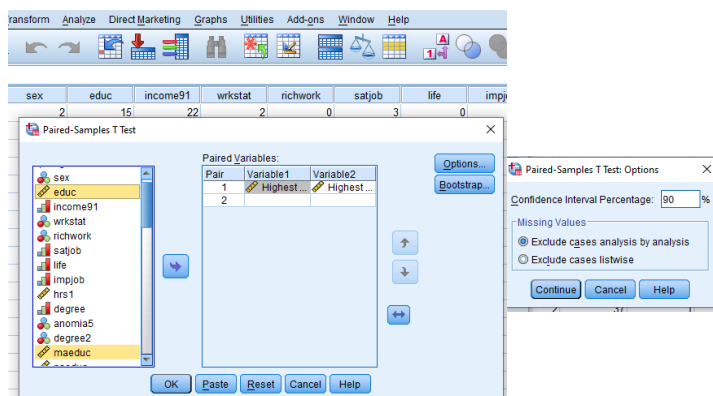 ransform Analyze Direct Marketing Graphs Utilities Add-ons Window Help
A
1
sex educ income91 wrkstat richwork satjob life impj
2 15 22 2 0 3 0
Paired-Samples T Test
Paired Variables:
Pair Variable1 Variable2
1 Highest ... Highest ...
2
sex
educ
income91
wrkstat
richwork
satjob
life
impjob
hrs1
degree
anomia5
degree2
maeduc
Options...
Bootstrap...
OK Paste Reset Cancel Help
Paired-Samples T Test: Options
Confidence Interval Percentage: 90 %
Missing Values
Exclude cases analysis by analysis
Exclude cases listwise
Continue Cancel Help